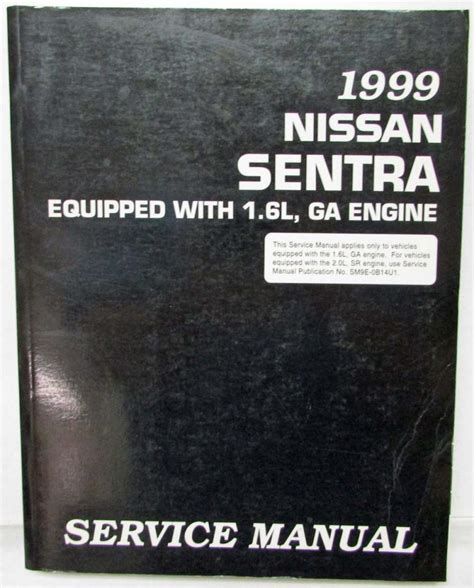 1999
NISSAN
SENTRA
EQUIPPED WITH 1.6L, GA ENGINE
This Service Manual applies only to vehicles
equipped with the 1.6L, GA engine. For vehicles
equipped with the 2.0L, SR engine, use Service
Manual Publication No. SM9E-0B14U1.
SERVICE MANUAL